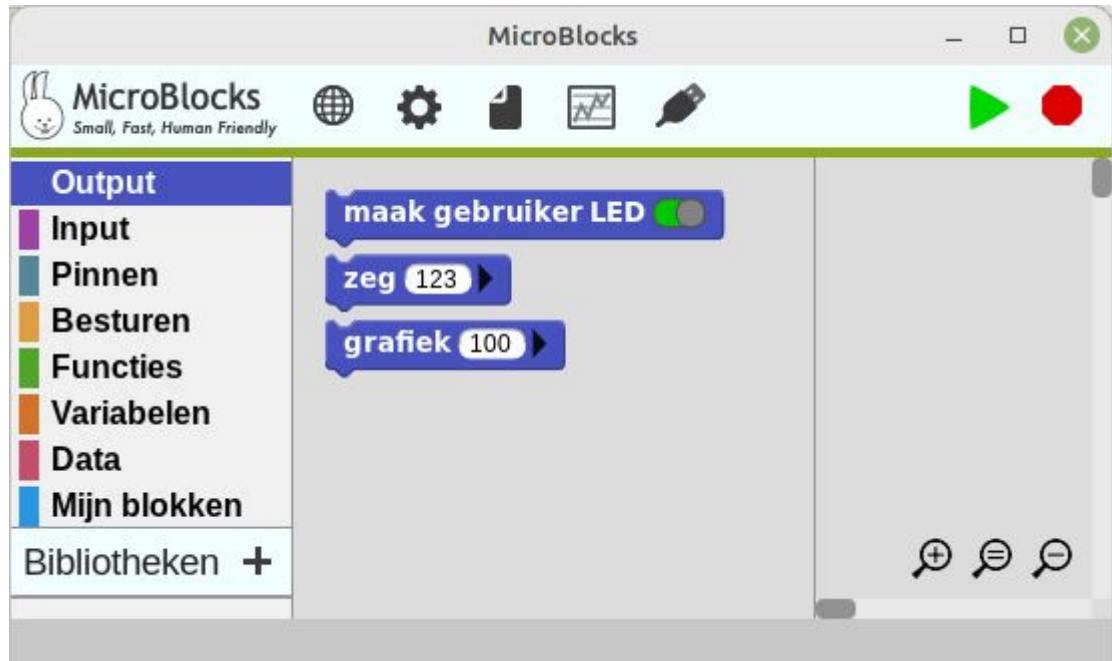 MicroBlocks
MicroBlocks
Small, Fast, Human Friendly
Output
Input
Pinnen
Besturen
Functies
Variabelen
Data
Mijn blokken
Bibliotheken +
maak gebruiker LED
zeg 123
grafiek 100